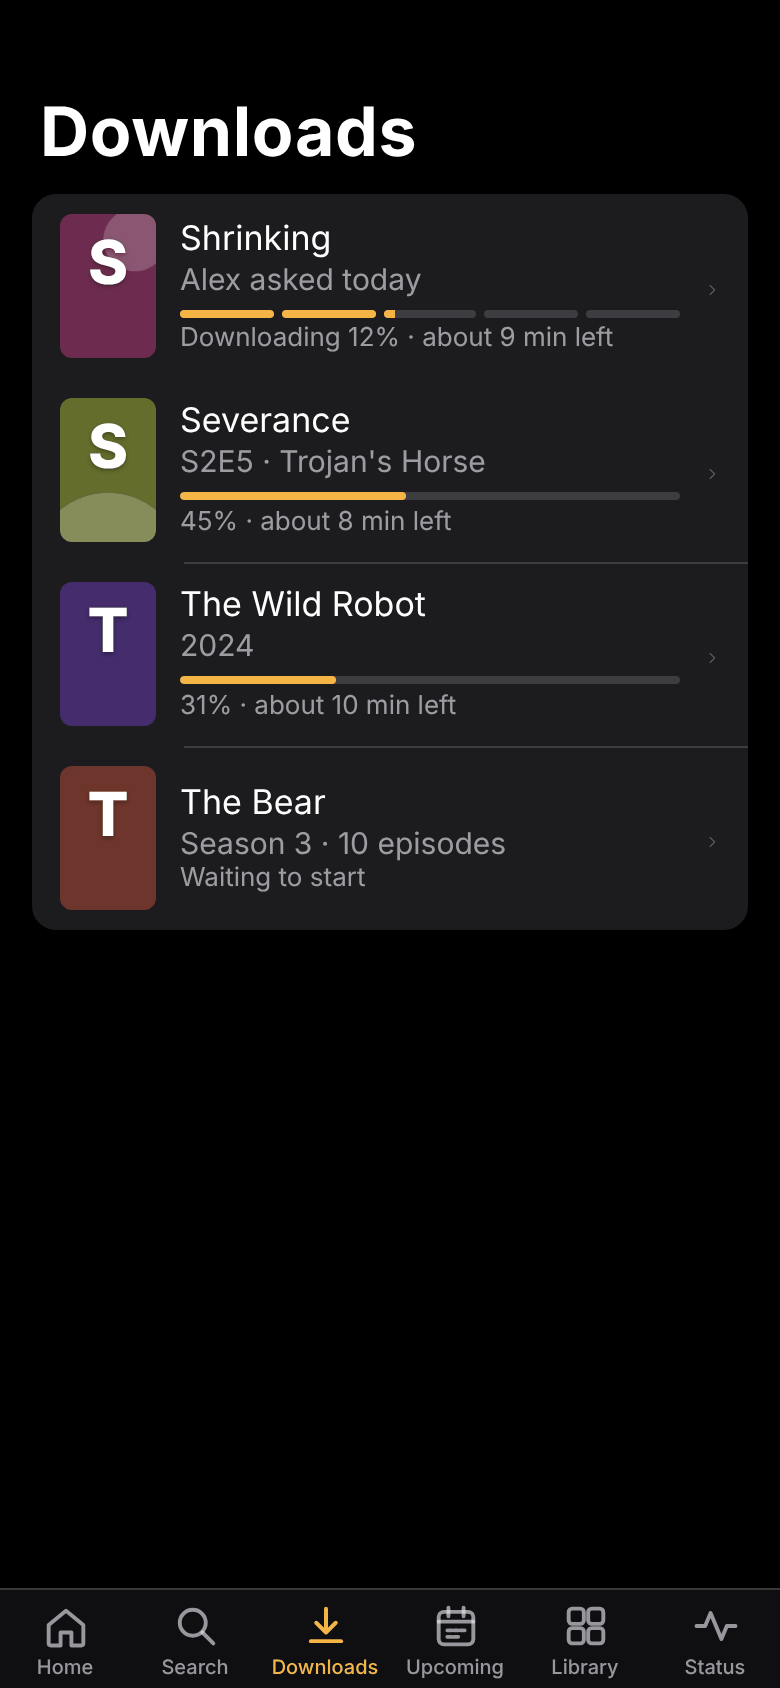 Downloads
S
Shrinking
Alex asked today
Downloading 12% · about 9 min left
S
Severance
S2E5 · Trojan's Horse
45% · about 8 min left
T
The Wild Robot
2024
31% · about 10 min left
T
The Bear
Season 3 · 10 episodes
Waiting to start
Home Search Downloads Upcoming Library Status